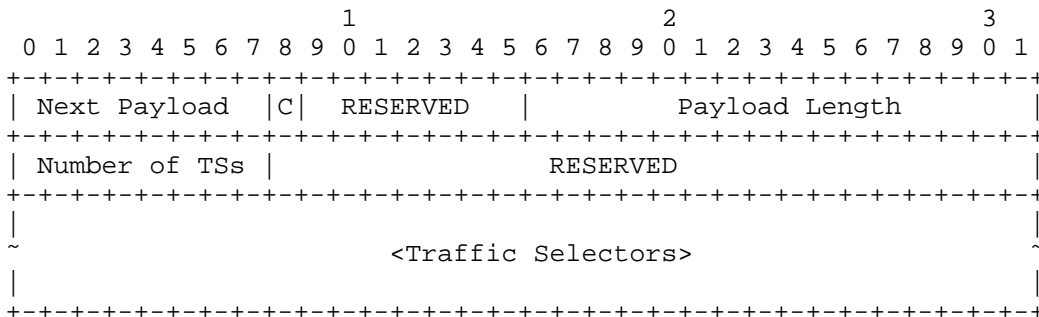 1                   2                   3
 0 1 2 3 4 5 6 7 8 9 0 1 2 3 4 5 6 7 8 9 0 1 2 3 4 5 6 7 8 9 0 1
+-+-+-+-+-+-+-+-+-+-+-+-+-+-+-+-+-+-+-+-+-+-+-+-+-+-+-+-+-+-+-+-+
| Next Payload  |C|  RESERVED   |         Payload Length        |
+-+-+-+-+-+-+-+-+-+-+-+-+-+-+-+-+-+-+-+-+-+-+-+-+-+-+-+-+-+-+-+-+
| Number of TSs |                 RESERVED                      |
+-+-+-+-+-+-+-+-+-+-+-+-+-+-+-+-+-+-+-+-+-+-+-+-+-+-+-+-+-+-+-+-+
|                                                               |
~                       <Traffic Selectors>                     ~
|                                                               |
+-+-+-+-+-+-+-+-+-+-+-+-+-+-+-+-+-+-+-+-+-+-+-+-+-+-+-+-+-+-+-+-+